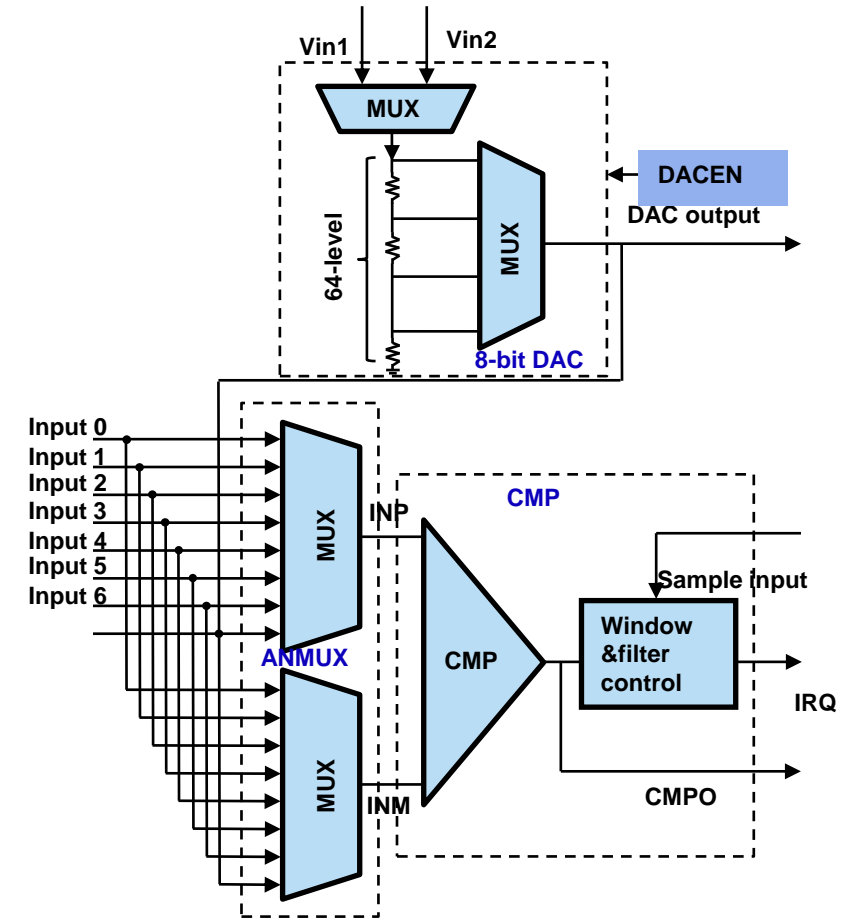 Vin1
Vin2
MUX
DACEN
DAC output
64-level
MUX
8-bit DAC
Input 0
Input 1
Input 2
Input 3
Input 4
Input 5
Input 6
MUX
INP
CMP
Sample input
ANMUX
CMP
Window
&filter
control
IRQ
MUX
INM
CMPO